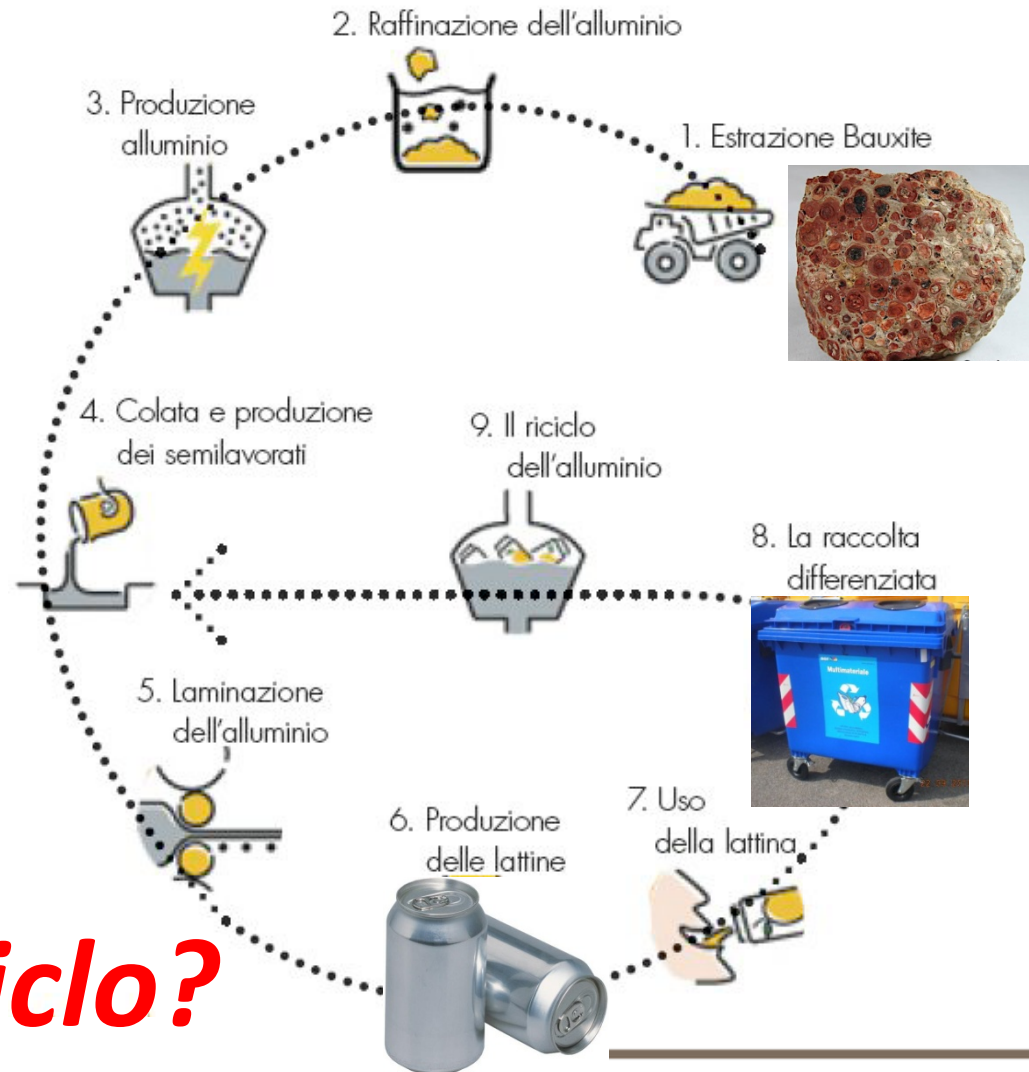 2. Raffinazione dell'alluminio
3. Produzione
alluminio
1. Estrazione Bauxite
4. Colata e produzione
dei semilavorati
9. Il riciclo
dell'alluminio
8. La raccolta
differenziata
Multimateriale
5. Laminazione
dell'alluminio
6. Produzione
delle lattine
7. Uso
della lattina
iclo?